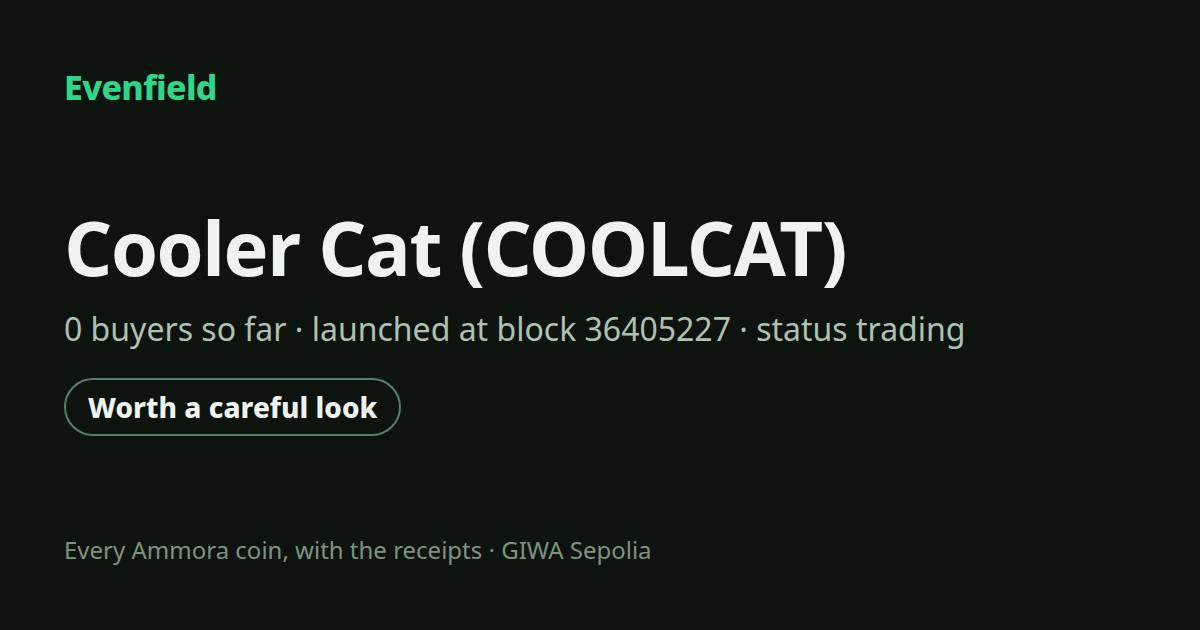 Evenfield
Cooler Cat (COOLCAT)
0 buyers so far · launched at block 36405227 · status trading
Worth a careful look
Every Ammora coin, with the receipts · GIWA Sepolia